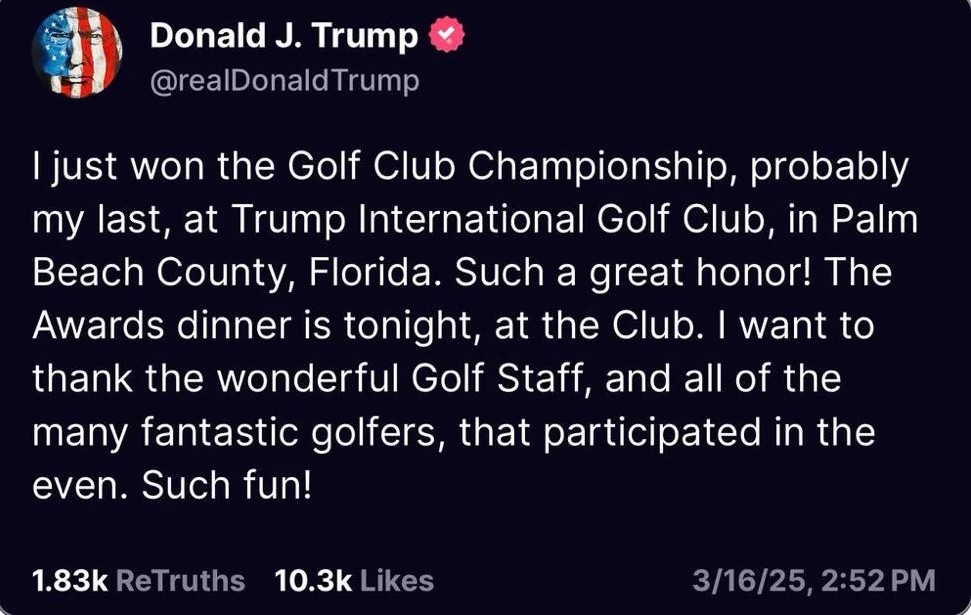 Donald J. Trump
@realDonaldTrump
I just won the Golf Club Championship, probably
my last, at Trump International Golf Club, in Palm
Beach County, Florida. Such a great honor! The
Awards dinner is tonight, at the Club. I want to
thank the wonderful Golf Staff, and all of the
many fantastic golfers, that participated in the
even. Such fun!
1.83k ReTruths 10.3k Likes 3/16/25, 2:52 PM